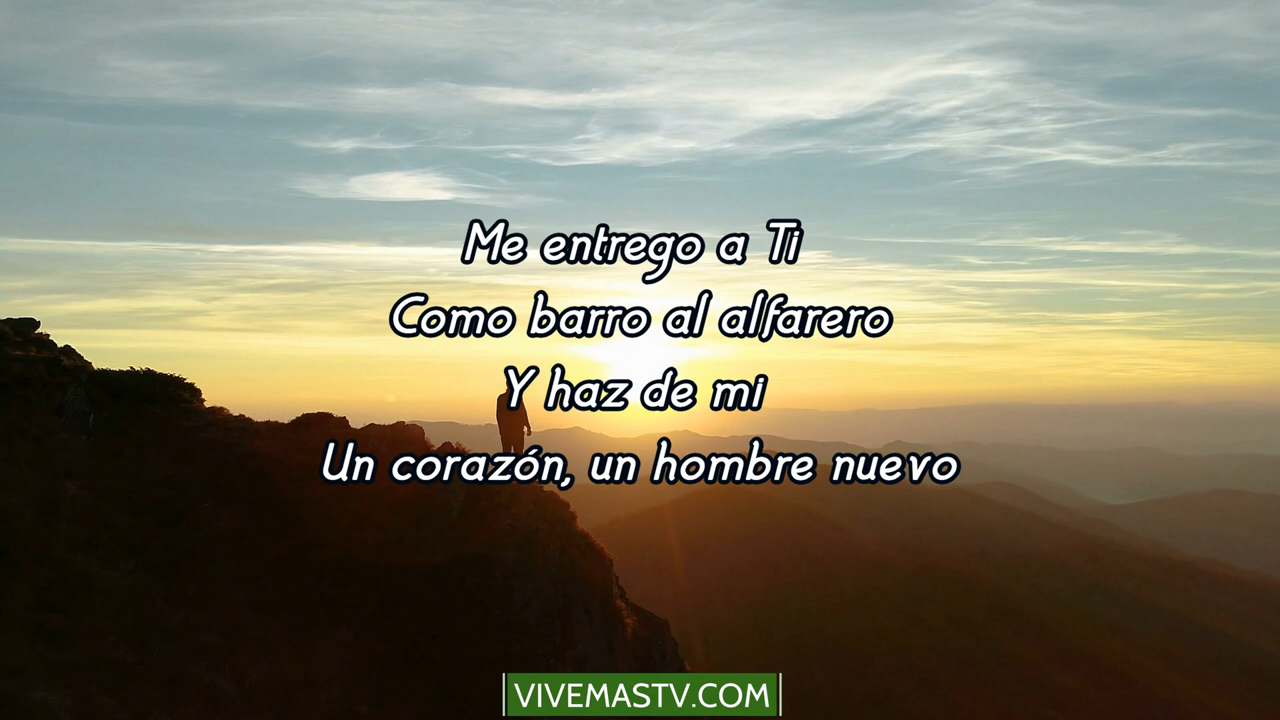 Me entrego a Ti
Como barro al alfarero
Y haz de mi
Un corazón, un hombre nuevo
VIVEMASTV.COM